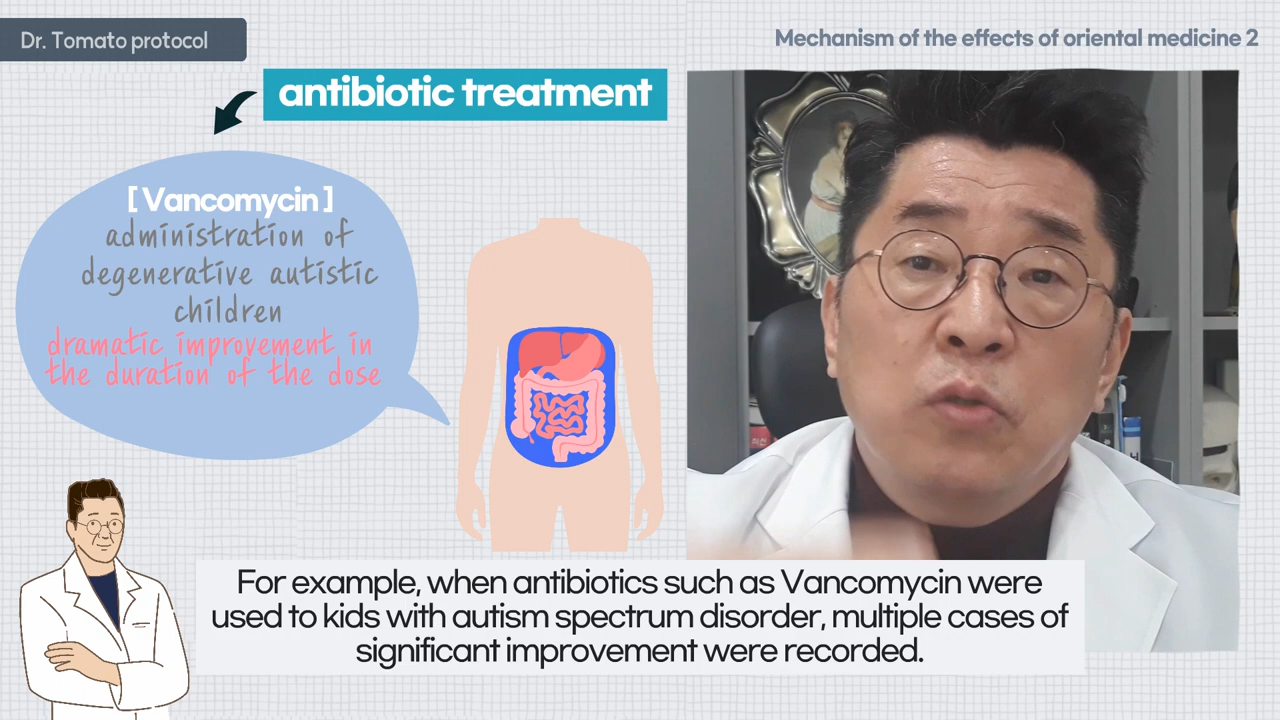 Dr. Tomato protocol
Mechanism of the effects of oriental medicine 2
antibiotic treatment
[ Vancomycin ]
administration of
degenerative autistic
children
dramatic improvement in
the duration of the dose
For example, when antibiotics such as Vancomycin were
used to kids with autism spectrum disorder, multiple cases of
significant improvement were recorded.